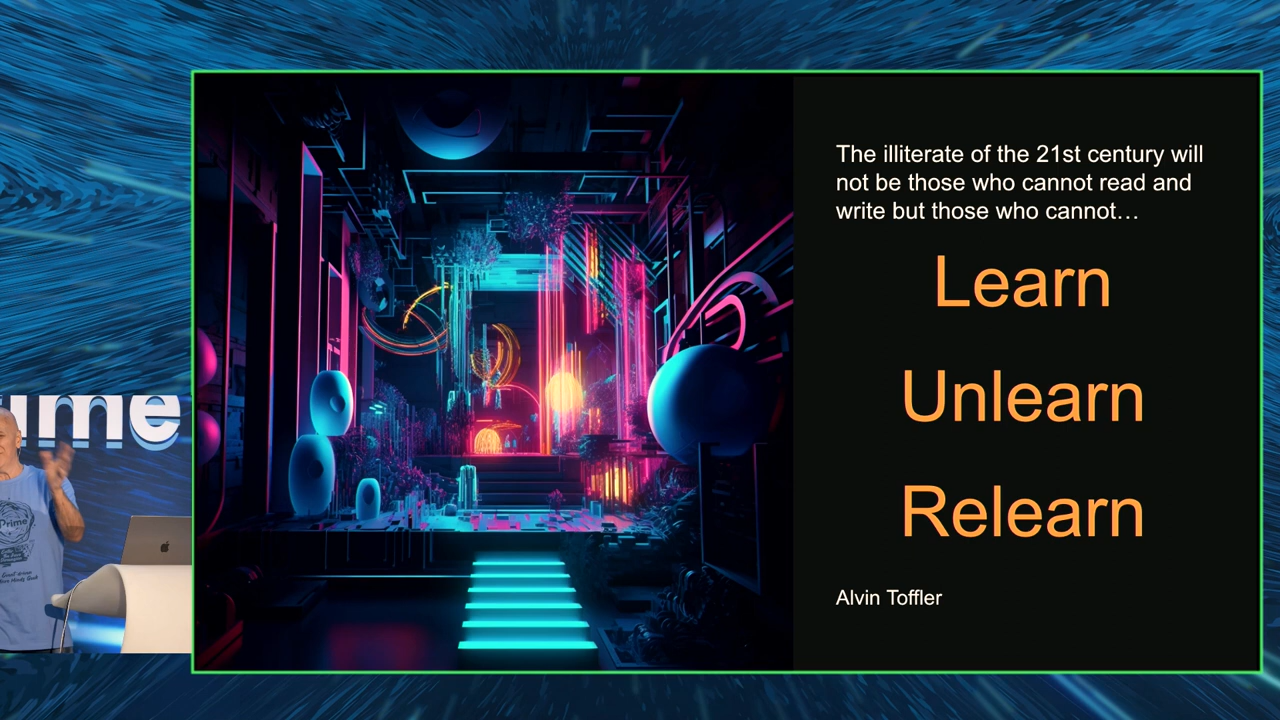 The illiterate of the 21st century will
not be those who cannot read and
write but those who cannot…
Learn
Unlearn
Relearn
Alvin Toffler
ime
Prime